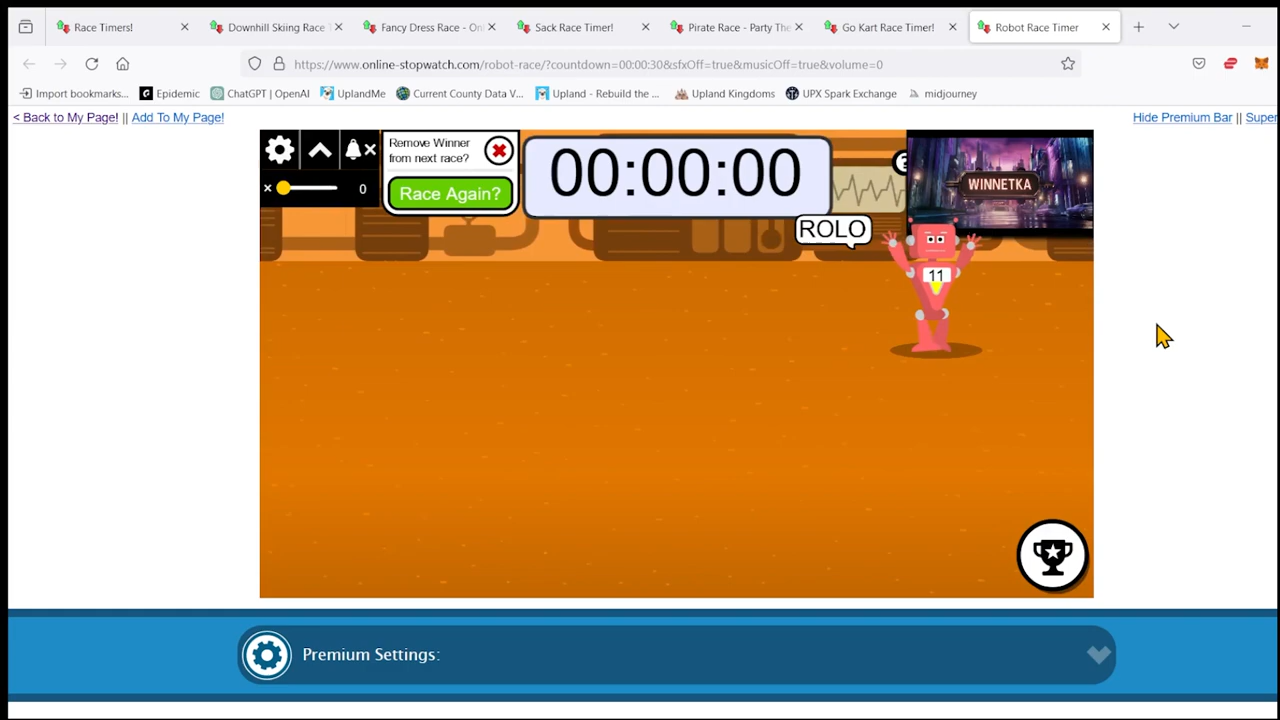 Race Timers!
Downhill Skiing Race T
Fancy Dress Race - Onl
Sack Race Timer!
Pirate Race - Party The
Go Kart Race Timer!
Robot Race Timer
https://www.online-stopwatch.com/robot-race/?countdown=00:00:30&sfxOff=true&musicOff=true&volume=0
Import bookmarks...
Epidemic
ChatGPT | OpenAI
UplandMe
Current County Data V...
Upland - Rebuild the ...
Upland Kingdoms
UPX Spark Exchange
midjourney
< Back to My Page! || Add To My Page!
Hide Premium Bar || Super
Remove Winner
from next race?
Race Again?
0
00:00:00
WINNETKA
ROLO
11
Premium Settings: